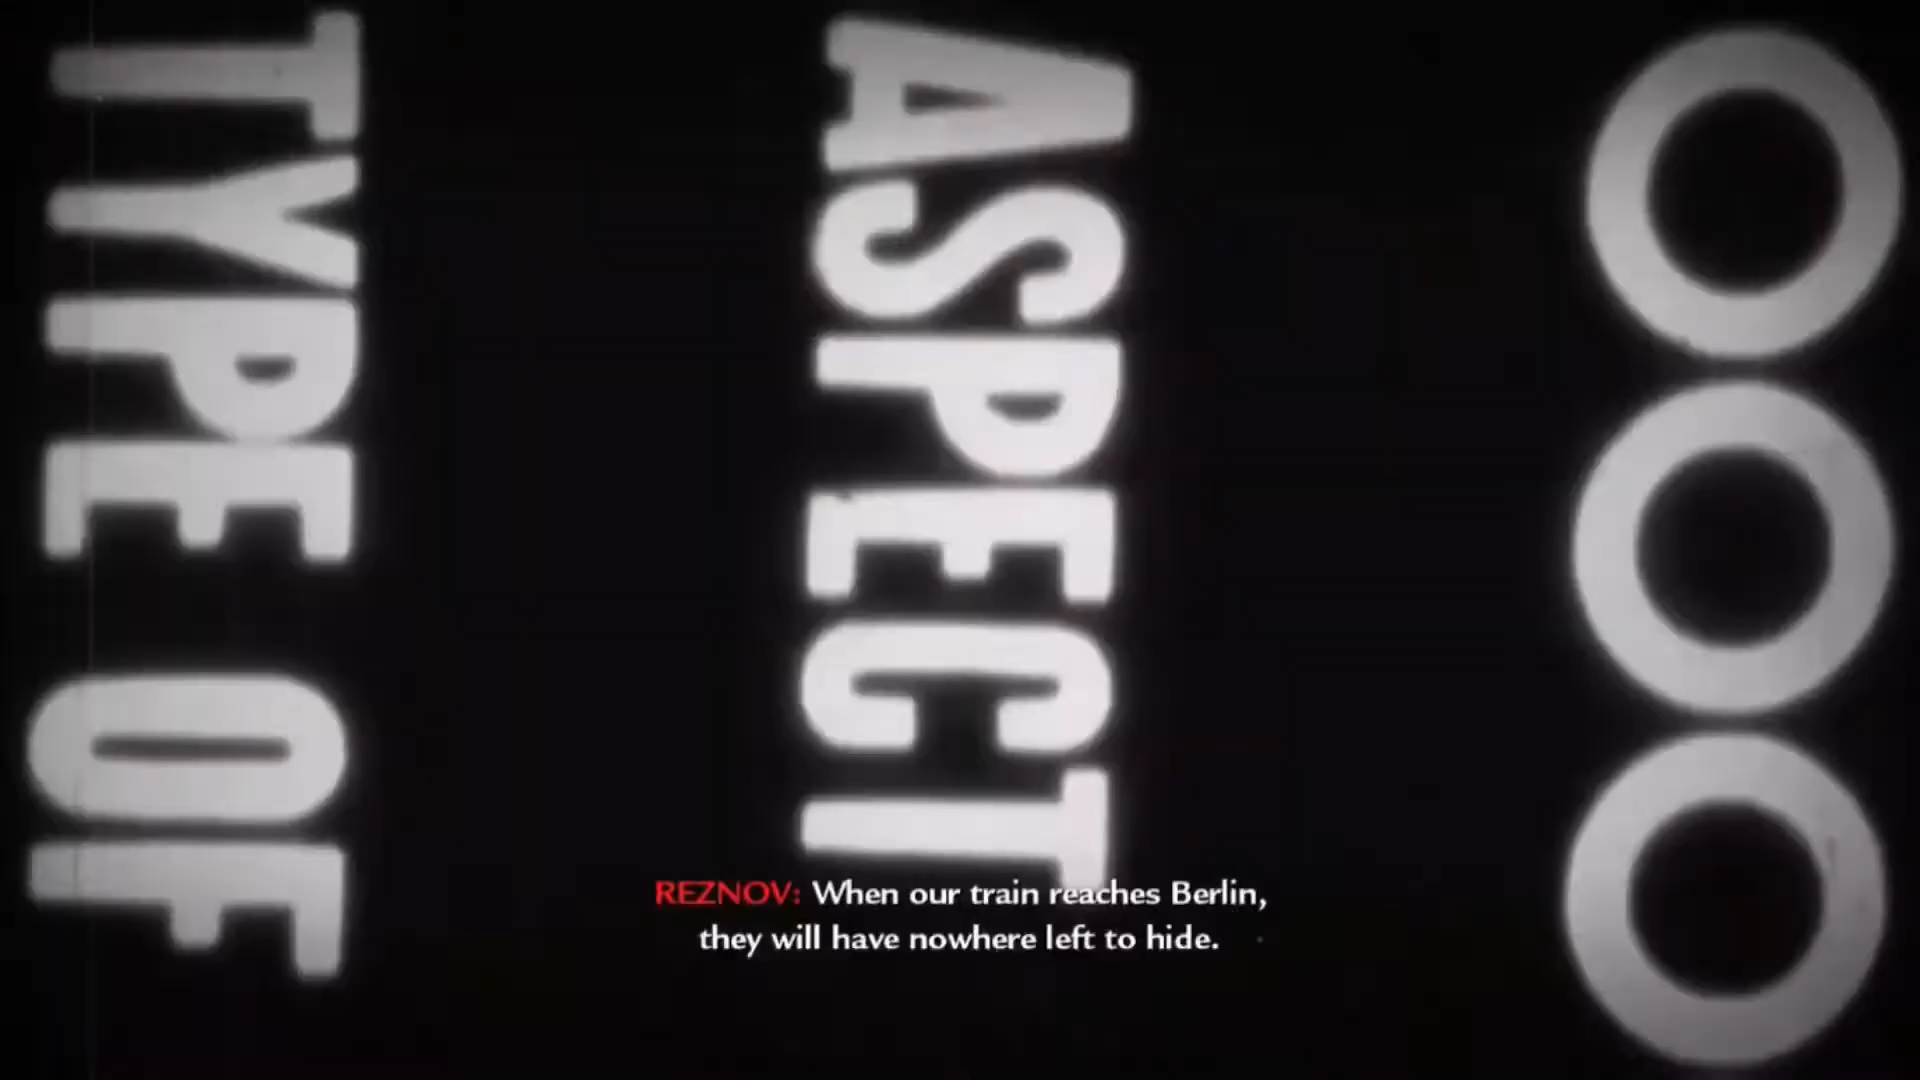 TYPE OF
ASPECT
OOO
REZNOV: When our train reaches Berlin,
they will have nowhere left to hide.